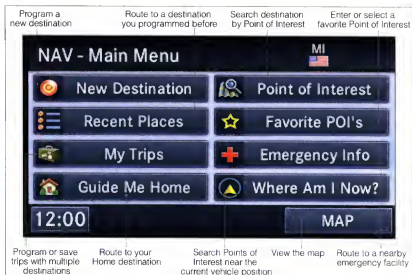 Program a
new destination
Route to a destination
you programmed before
Search destination
by Point of Interest
Enter or select a
favorite Point of Interest
NAV - Main Menu
MI
New Destination
Point of Interest
Recent Places
Favorite POI's
My Trips
Emergency Info
Guide Me Home
Where Am I Now?
12:00
MAP
Program or save
trips with multiple
destinations
Route to your
Home destination
Search Points of
Interest near the
current vehicle position
View the map
Route to a nearby
emergency facility